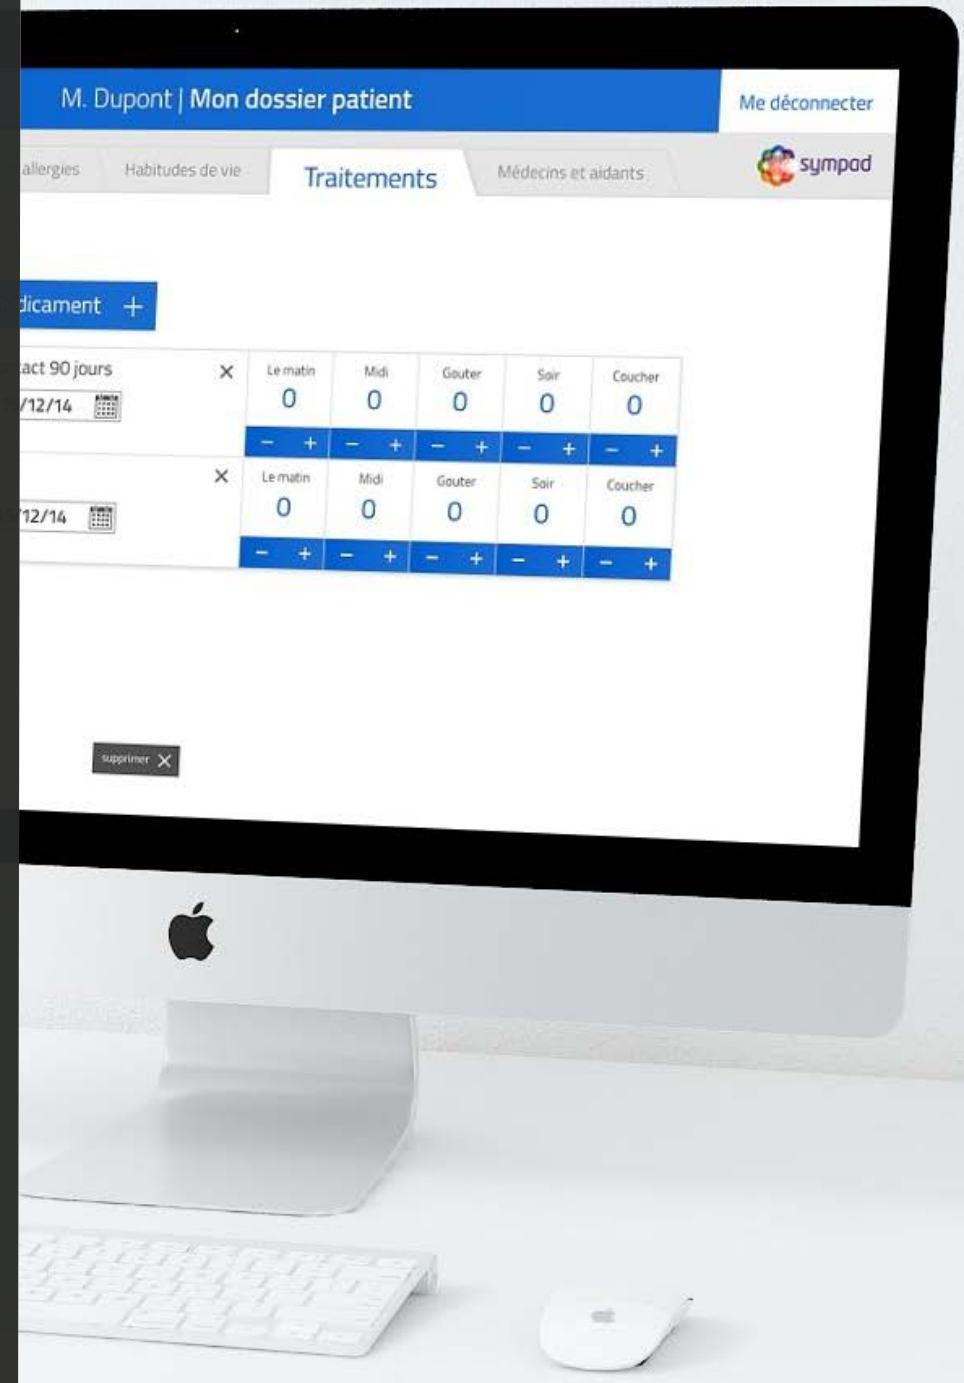 M. Dupont | Mon dossier patient
Me déconnecter
allergies
Habitudes de vie
Traitements
Médecins et aidants
sympad
dicament +
act 90 jours
/12/14
Le matin
Midi
Gouter
Soir
Coucher
0 0 0 0 0
- + - + - + - + - +
12/14
Le matin
Midi
Gouter
Soir
Coucher
0 0 0 0 0
- + - + - + - + - +
supprimer